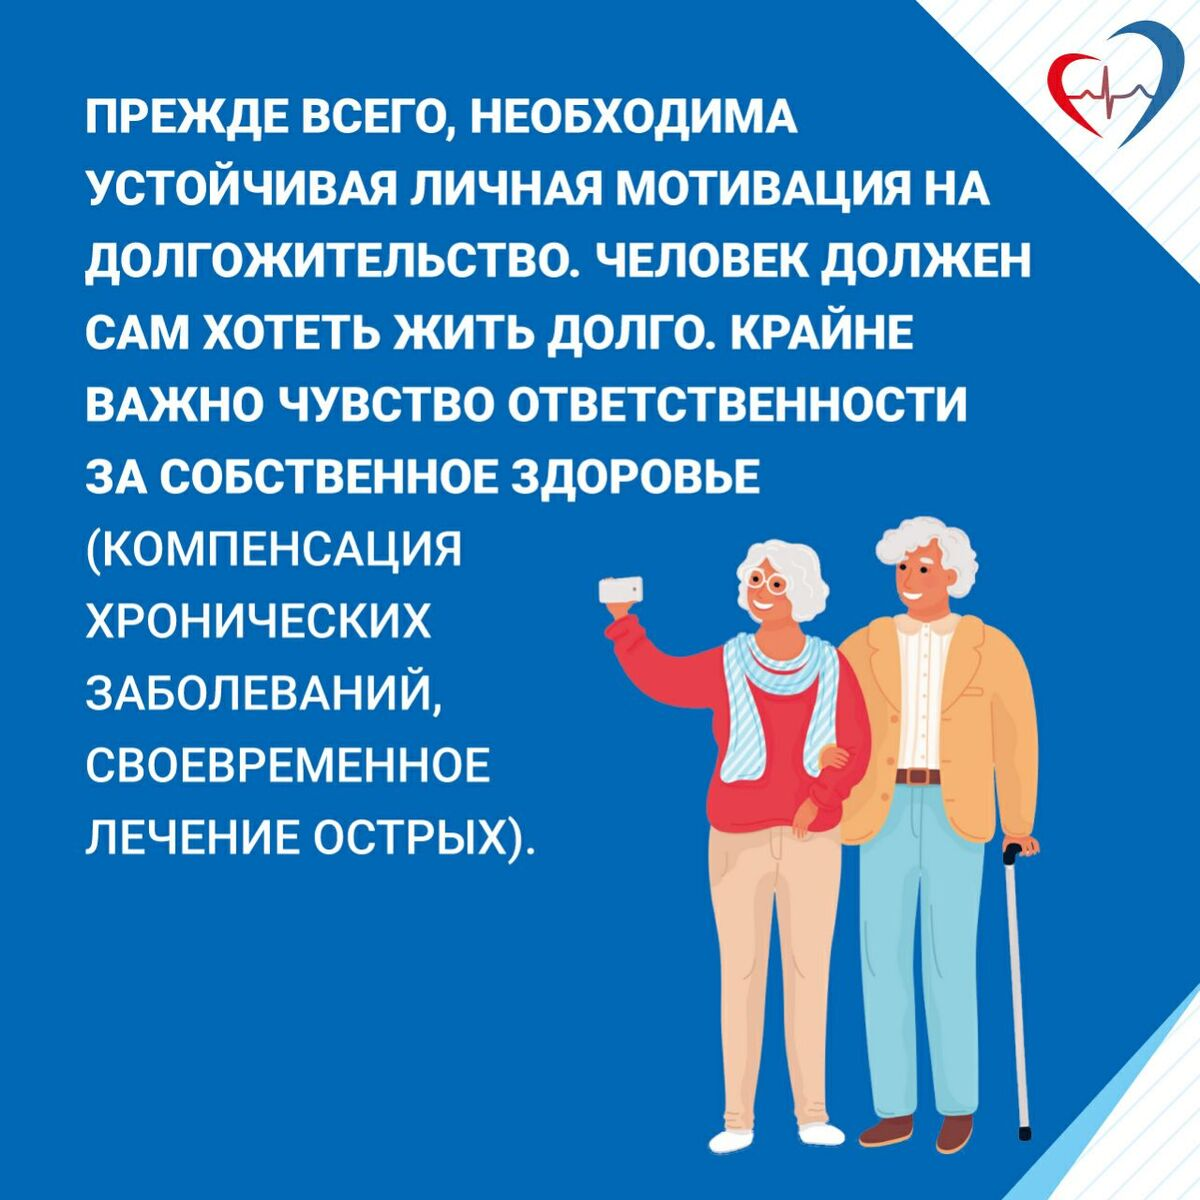 ПРЕЖДЕ ВСЕГО, НЕОБХОДИМА
УСТОЙЧИВАЯ ЛИЧНАЯ МОТИВАЦИЯ НА
ДОЛГОЖИТЕЛЬСТВО. ЧЕЛОВЕК ДОЛЖЕН
САМ ХОТЕТЬ ЖИТЬ ДОЛГО. КРАЙНЕ
ВАЖНО ЧУВСТВО ОТВЕТСТВЕННОСТИ
ЗА СОБСТВЕННОЕ ЗДОРОВЬЕ
(КОМПЕНСАЦИЯ
ХРОНИЧЕСКИХ
ЗАБОЛЕВАНИЙ,
СВОЕВРЕМЕННОЕ
ЛЕЧЕНИЕ ОСТРЫХ).